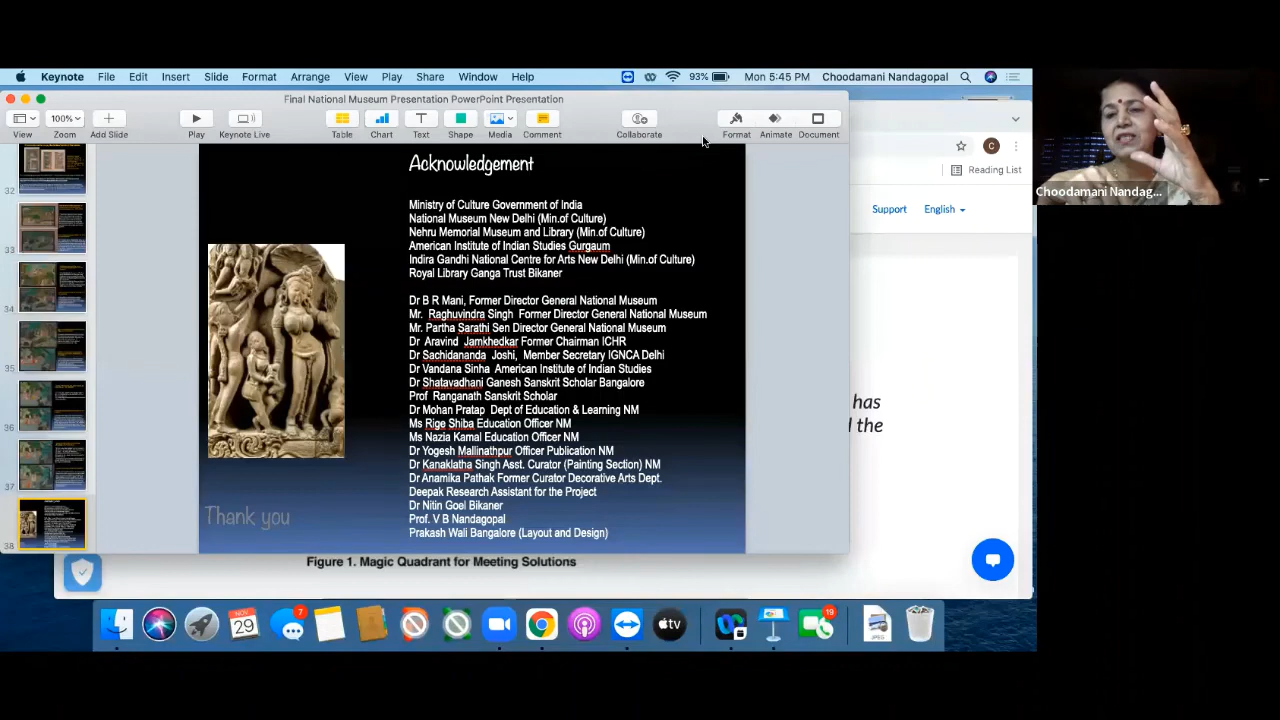 Keynote File Edit Insert Slide Format Arrange View Play Share Window Help 93% Mon 5:45 PM Choodamani Nandagopal
Final National Museum Presentation PowerPoint Presentation
100%
View Zoom Add Slide Play Keynote Live Table Chart Text Shape Media Comment Collaborate Format Animate Document
C
Reading List
Choodamani Nandag...
Support English
32
33
34
35
36
37
38
Acknowledgement
Ministry of Culture Government of India
National Museum New Delhi (Min.of Culture)
Nehru Memorial Museum and Library (Min.of Culture)
American Institute of Indian Studies Gurgaum
Indira Gandhi National Centre for Arts New Delhi (Min.of Culture)
Royal Library Ganga Trust Bikaner
Dr B R Mani, Former Director General National Museum
Mr. Raghuvindra Singh Former Director General National Museum
Mr. Partha Sarathi Sen Director General National Museum
Dr Aravind Jamkhedkar Former Chairman ICHR
Dr Sachidananda Joshi, Member Secretary IGNCA Delhi
Dr Vandana Sinha American Institute of Indian Studies
Dr Shatavadhani Ganesh Sanskrit Scholar Bangalore
Prof Ranganath Sanskrit Scholar
Dr Mohan Pratap Dept of Education & Learning NM
Ms Rige Shiba Education Officer NM
Ms Nazia Kamal Education Officer NM
Dr Yogesh Mallinathpur Officer Publication NM
Dr Kanaklatha Singh Asst. Curator (Painting Section) NM
Dr Anamika Pathak Former Curator Decorative Arts Dept.
Deepak Research Assistant for the Project
Dr Nitin Goel Bikaner
Prof. V B Nandagopal
Prakash Wali Bangalore (Layout and Design)
Thank you
has
the
Figure 1. Magic Quadrant for Meeting Solutions
NOV
29
7
tv
19
JPEG